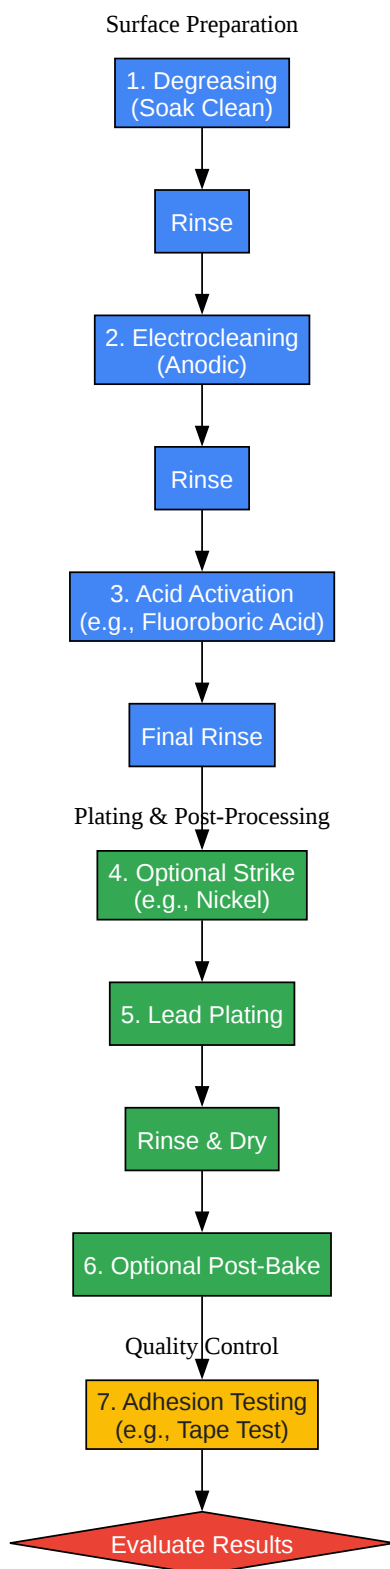 Surface Preparation
1. Degreasing
(Soak Clean)
Rinse
2. Electrocleaning
(Anodic)
Rinse
3. Acid Activation
(e.g., Fluoroboric Acid)
Final Rinse
Plating & Post-Processing
4. Optional Strike
(e.g., Nickel)
5. Lead Plating
Rinse & Dry
6. Optional Post-Bake
Quality Control
7. Adhesion Testing
(e.g., Tape Test)
Evaluate Results